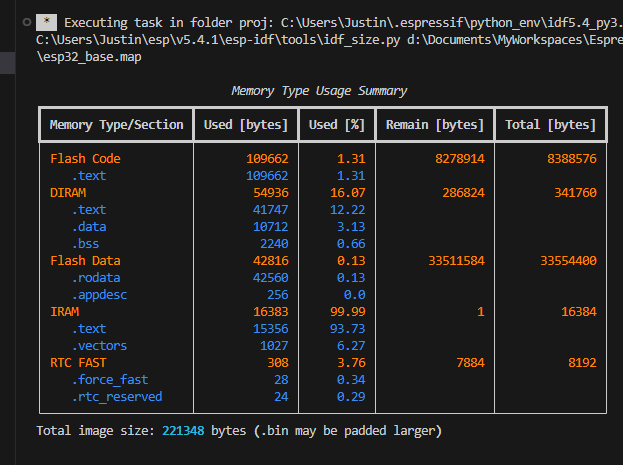 * Executing task in folder proj: C:\Users\Justin\.espressif\python_env\idf5.4_py3.
C:\Users\Justin\esp\v5.4.1\esp-idf\tools\idf_size.py d:\Documents\MyWorkspaces\Espre
\esp32_base.map
Memory Type Usage Summary
Memory Type/Section Used [bytes] Used [%] Remain [bytes] Total [bytes]
Flash Code 109662 1.31 8278914 8388576
.text 109662 1.31
DIRAM 54936 16.07 286824 341760
.text 41747 12.22
.data 10712 3.13
.bss 2240 0.66
Flash Data 42816 0.13 33511584 33554400
.rodata 42560 0.13
.appdesc 256 0.0
IRAM 16383 99.99 1 16384
.text 15356 93.73
.vectors 1027 6.27
RTC FAST 308 3.76 7884 8192
.force_fast 28 0.34
.rtc_reserved 24 0.29
Total image size: 221348 bytes (.bin may be padded larger)